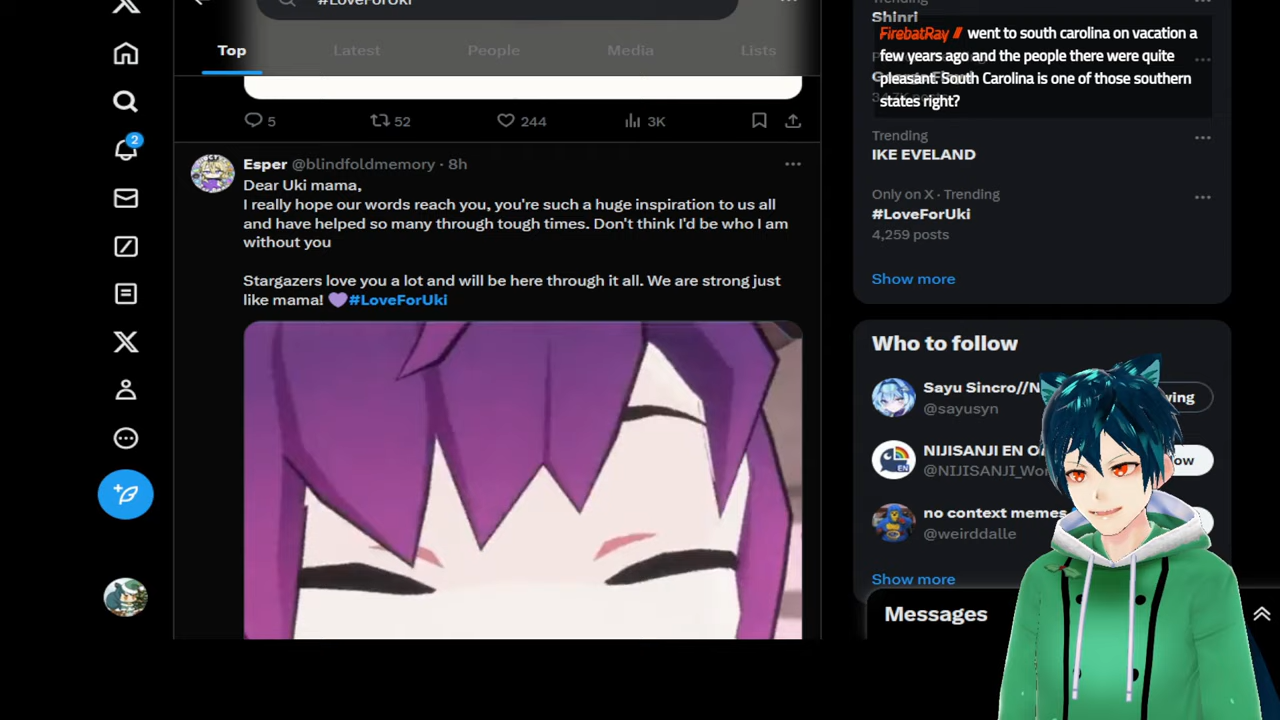 #LoveForUki
Top
Latest
People
Media
Lists
5
52
244
3K
Esper @blindfoldmemory · 8h
Dear Uki mama,
I really hope our words reach you, you're such a huge inspiration to us all
and have helped so many through tough times. Don't think I'd be who I am
without you
Stargazers love you a lot and will be here through it all. We are strong just
like mama! 💜#LoveForUki
2
Trending
Shinri
FirebatRay // went to south carolina on vacation a
few years ago and the people there were quite
pleasant. South Carolina is one of those southern
states right?
Trending
IKE EVELAND
Only on X · Trending
#LoveForUki
4,259 posts
Show more
Who to follow
Sayu Sincro//N
@sayusyn
wing
NIJISANJI EN O
@NIJISANJI_Wor
ow
no context memes
@weirddalle
Show more
Messages